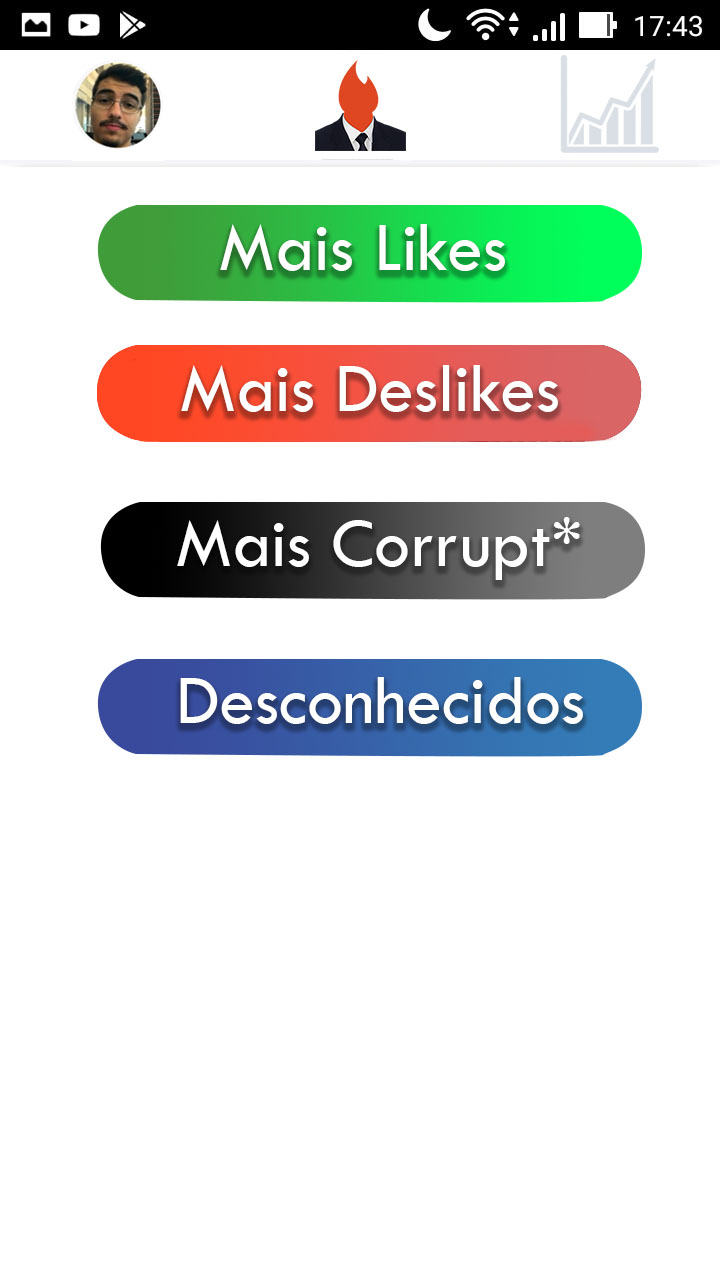 17:43
Mais Likes
Mais Deslikes
Mais Corrupt*
Desconhecidos